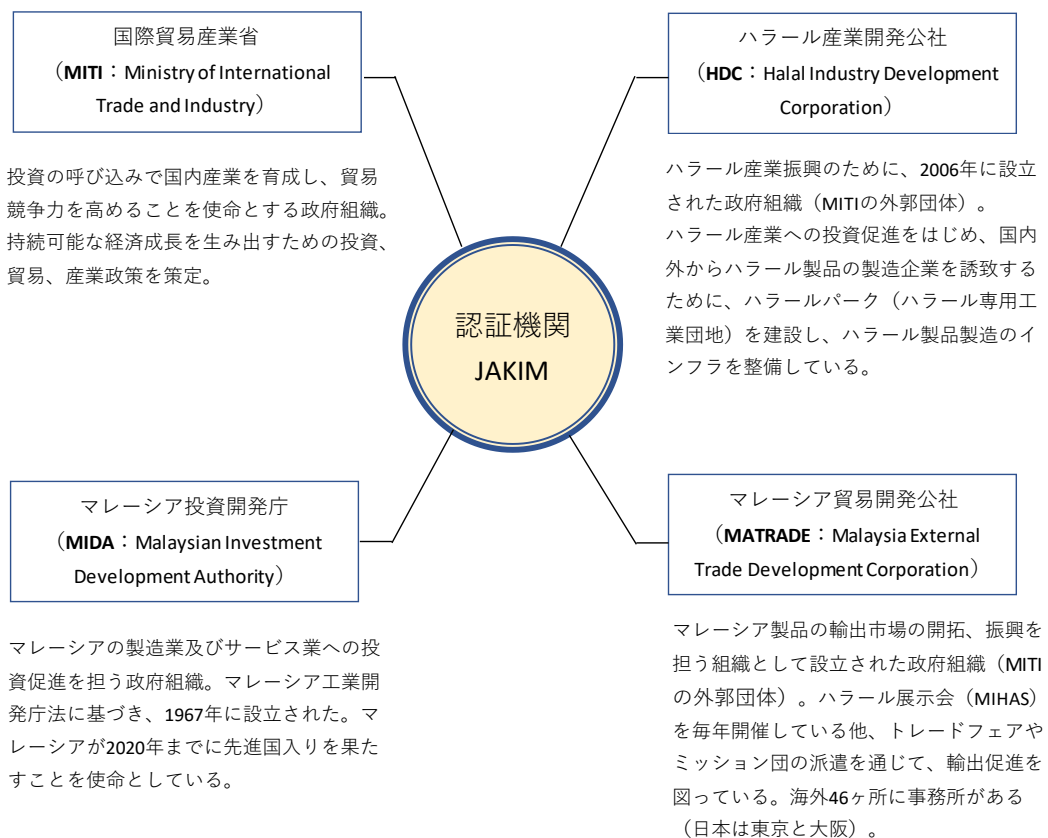 国際貿易産業省
（MITI：Ministry of International
Trade and Industry）
投資の呼び込みで国内産業を育成し、貿易
競争力を高めることを使命とする政府組織。
持続可能な経済成長を生み出すための投資、
貿易、産業政策を策定。
ハラール産業開発公社
（HDC：Halal Industry Development
Corporation）
ハラール産業振興のために、2006年に設立
された政府組織（MITIの外郭団体）。
ハラール産業への投資促進をはじめ、国内
外からハラール製品の製造企業を誘致する
ために、ハラールパーク（ハラール専用工
業団地）を建設し、ハラール製品製造のイ
ンフラを整備している。
認証機関
JAKIM
マレーシア投資開発庁
（MIDA：Malaysian Investment
Development Authority）
マレーシアの製造業及びサービス業への投
資促進を担う政府組織。マレーシア工業開
発庁法に基づき、1967年に設立された。マ
レーシアが2020年までに先進国入りを果た
すことを使命としている。
マレーシア貿易開発公社
（MATRADE：Malaysia External
Trade Development Corporation）
マレーシア製品の輸出市場の開拓、振興を
担う組織として設立された政府組織（MITI
の外郭団体）。ハラール展示会（MIHAS）
を毎年開催している他、トレードフェアや
ミッション団の派遣を通じて、輸出促進を
図っている。海外46ヶ所に事務所がある
（日本は東京と大阪）。